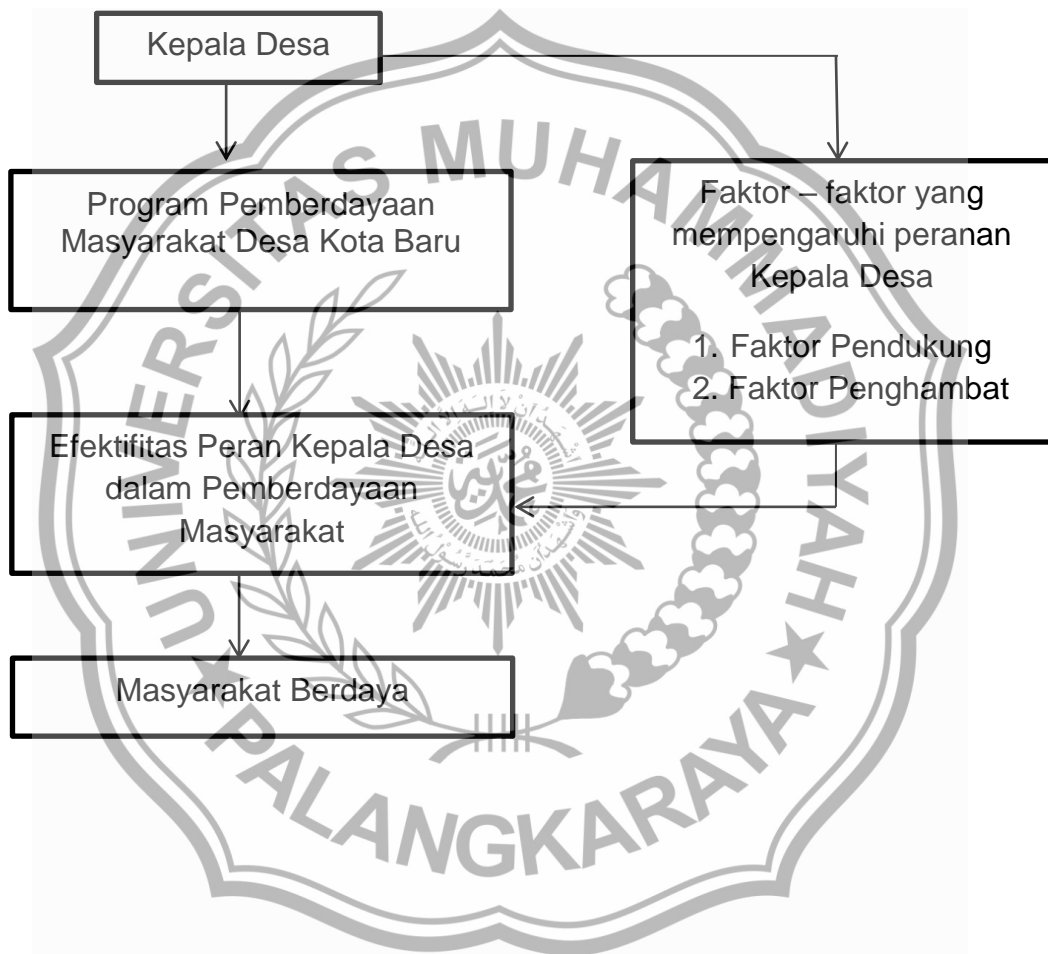 Kepala Desa
Program Pemberdayaan
Masyarakat Desa Kota Baru
Faktor – faktor yang
mempengaruhi peranan
Kepala Desa
1. Faktor Pendukung
2. Faktor Penghambat
Efektifitas Peran Kepala Desa
dalam Pemberdayaan
Masyarakat
Masyarakat Berdaya
UNIVERSITAS MUHAMMADIYAH
PALANGKARAYA